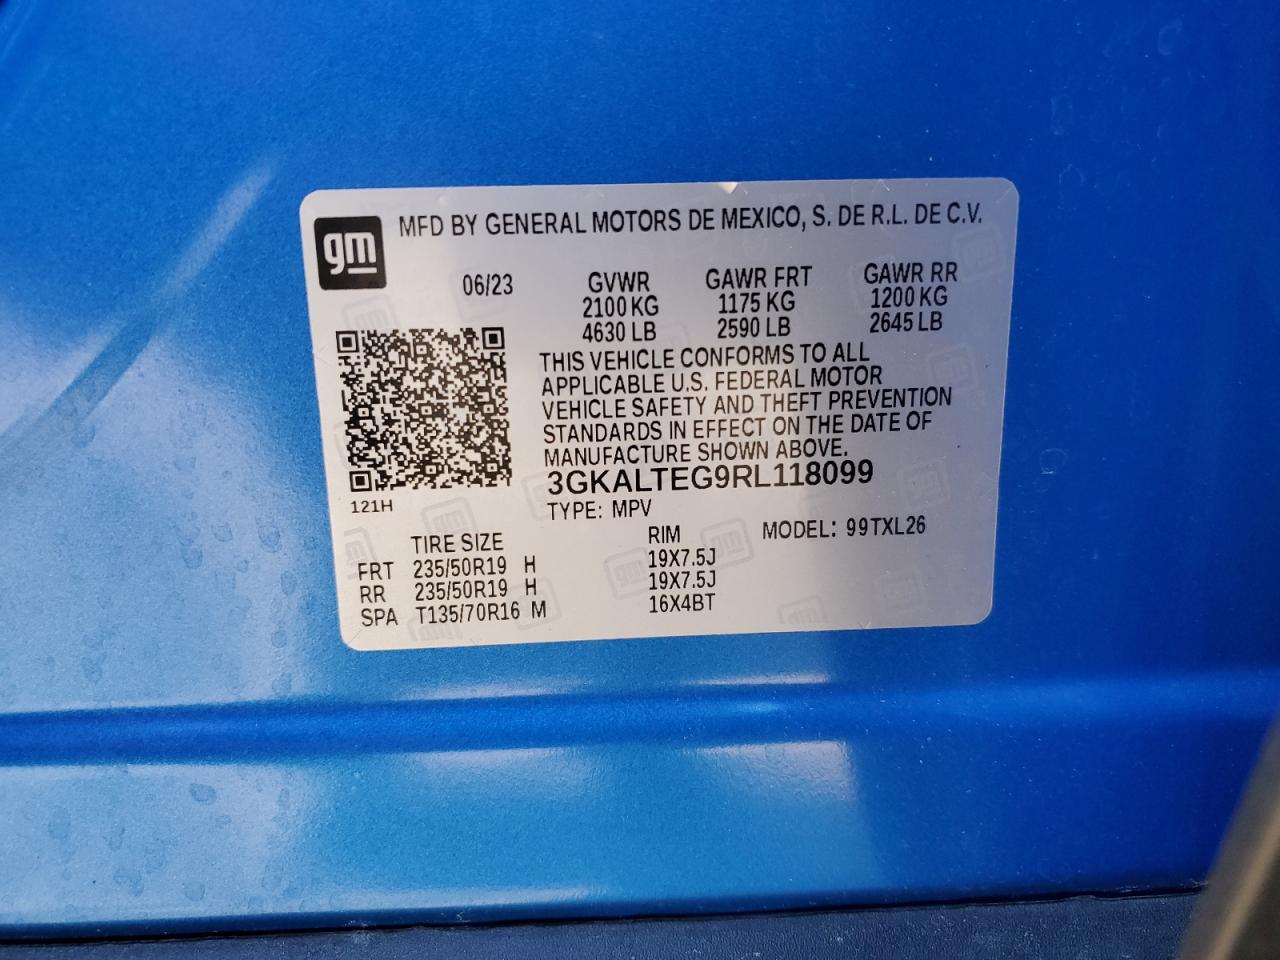 gm
MFD BY GENERAL MOTORS DE MEXICO, S. DE R.L. DE C.V.
06/23 GVWR GAWR FRT GAWR RR
2100 KG 1175 KG 1200 KG
4630 LB 2590 LB 2645 LB
THIS VEHICLE CONFORMS TO ALL
APPLICABLE U.S. FEDERAL MOTOR
VEHICLE SAFETY AND THEFT PREVENTION
STANDARDS IN EFFECT ON THE DATE OF
MANUFACTURE SHOWN ABOVE.
3GKALTEG9RL118099
121H
TYPE: MPV
TIRE SIZE RIM MODEL: 99TXL26
FRT 235/50R19 H 19X7.5J
RR 235/50R19 H 19X7.5J
SPA T135/70R16 M 16X4BT